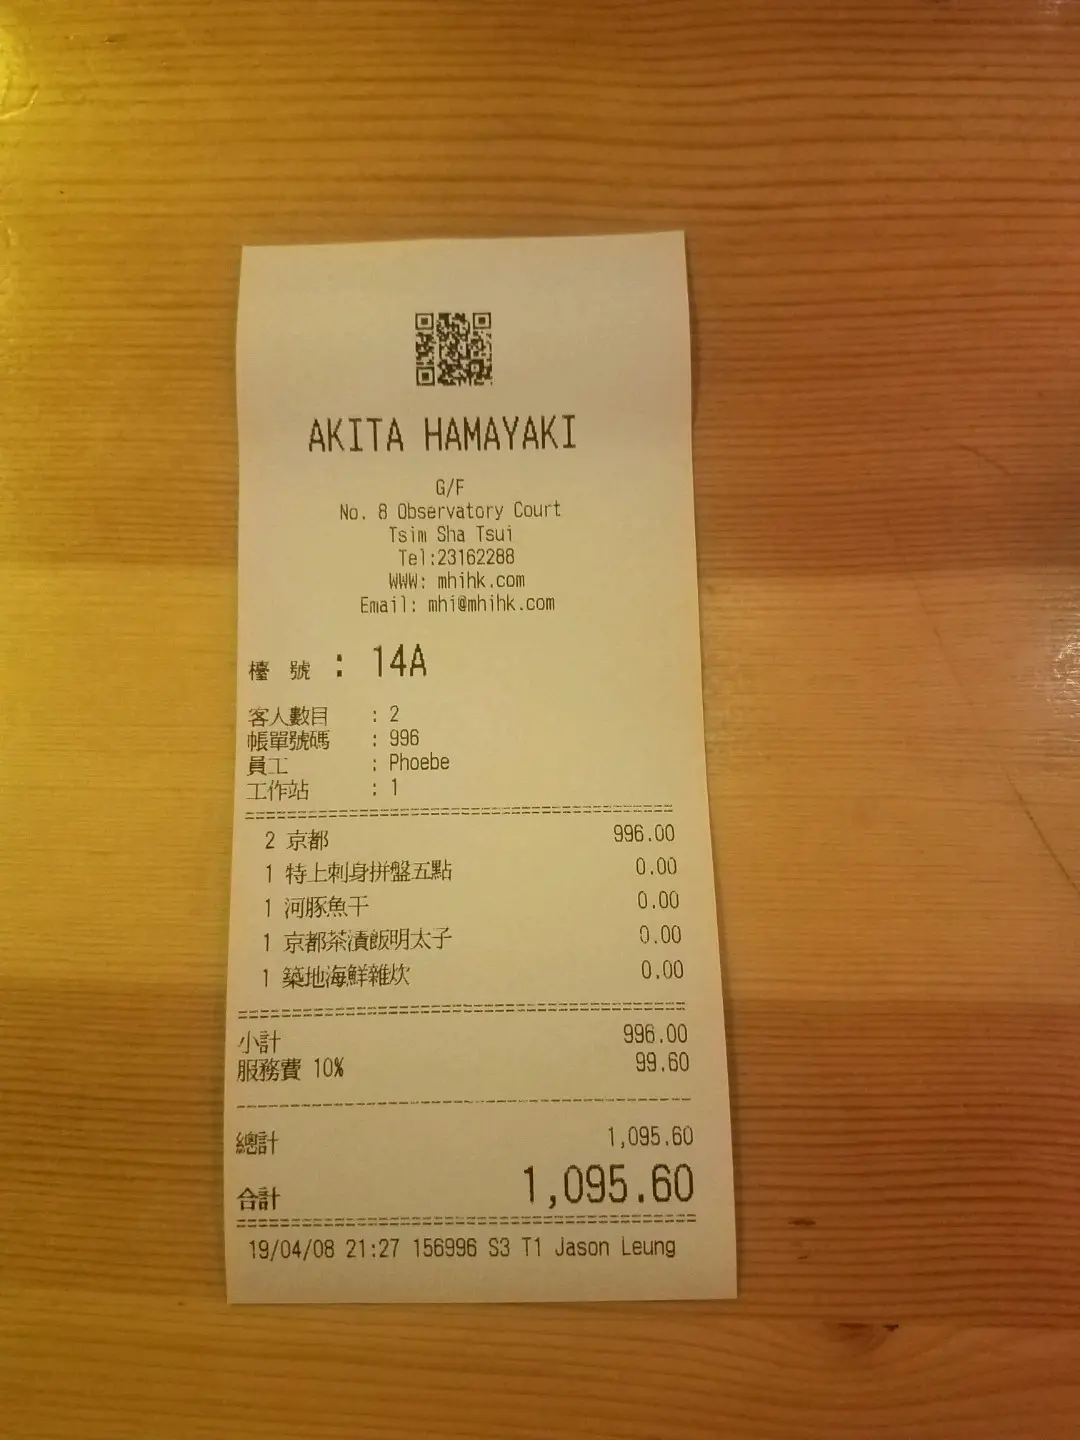 AKITA HAMAYAKI
G/F
No. 8 Observatory Court
Tsim Sha Tsui
Tel:23162288
WWW: mhihk.com
Email: mhi@mhihk.com
檯 號 : 14A
客人數目 : 2
帳單號碼 : 996
員工 : Phoebe
工作站 : 1
2 京都 996.00
1 特上刺身拼盤五點 0.00
1 河豚魚干 0.00
1 京都茶漬飯明太子 0.00
1 築地海鮮雜炊 0.00
小計 996.00
服務費 10% 99.60
總計 1,095.60
合計 1,095.60
19/04/08 21:27 156996 S3 T1 Jason Leung